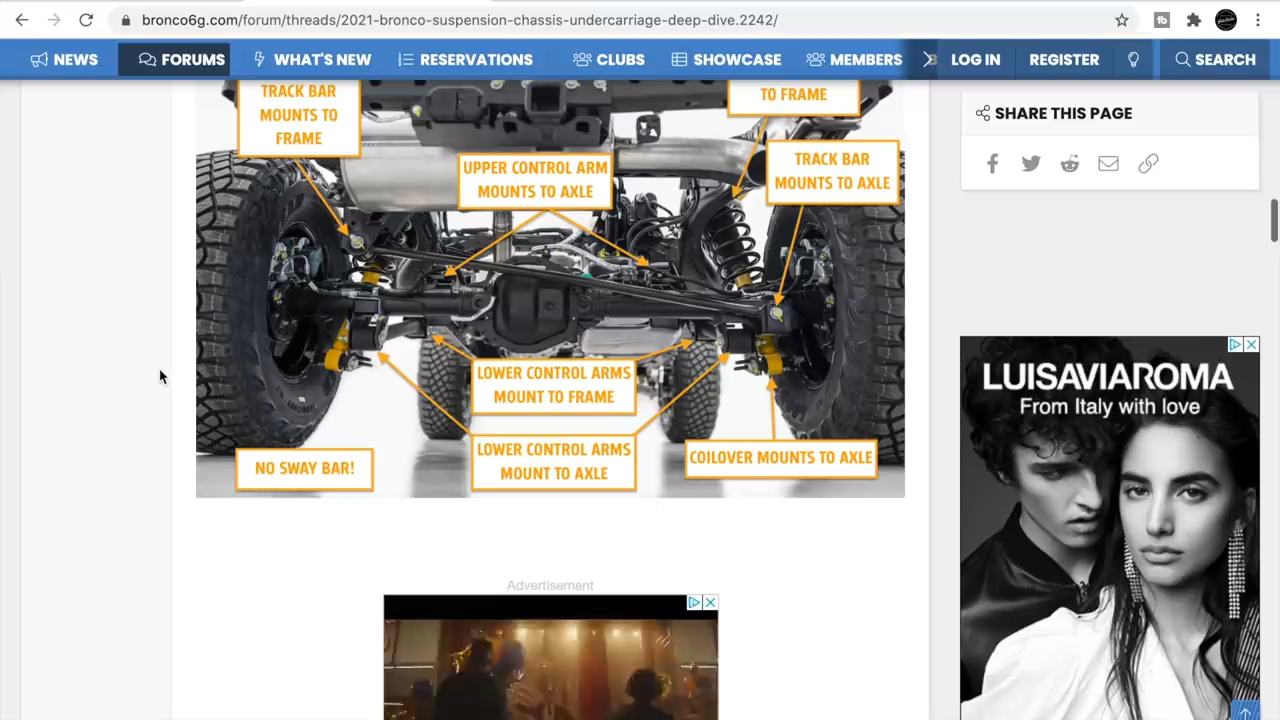 bronco6g.com/forum/threads/2021-bronco-suspension-chassis-undercarriage-deep-dive.2242/
NEWS
FORUMS
WHAT'S NEW
RESERVATIONS
CLUBS
SHOWCASE
MEMBERS
LOG IN
REGISTER
SEARCH
TRACK BAR
MOUNTS TO
FRAME
TO FRAME
UPPER CONTROL ARM
MOUNTS TO AXLE
TRACK BAR
MOUNTS TO AXLE
LOWER CONTROL ARMS
MOUNT TO FRAME
LOWER CONTROL ARMS
MOUNT TO AXLE
COILOVER MOUNTS TO AXLE
NO SWAY BAR!
Advertisement
SHARE THIS PAGE
LUISAVIAROMA
From Italy with love